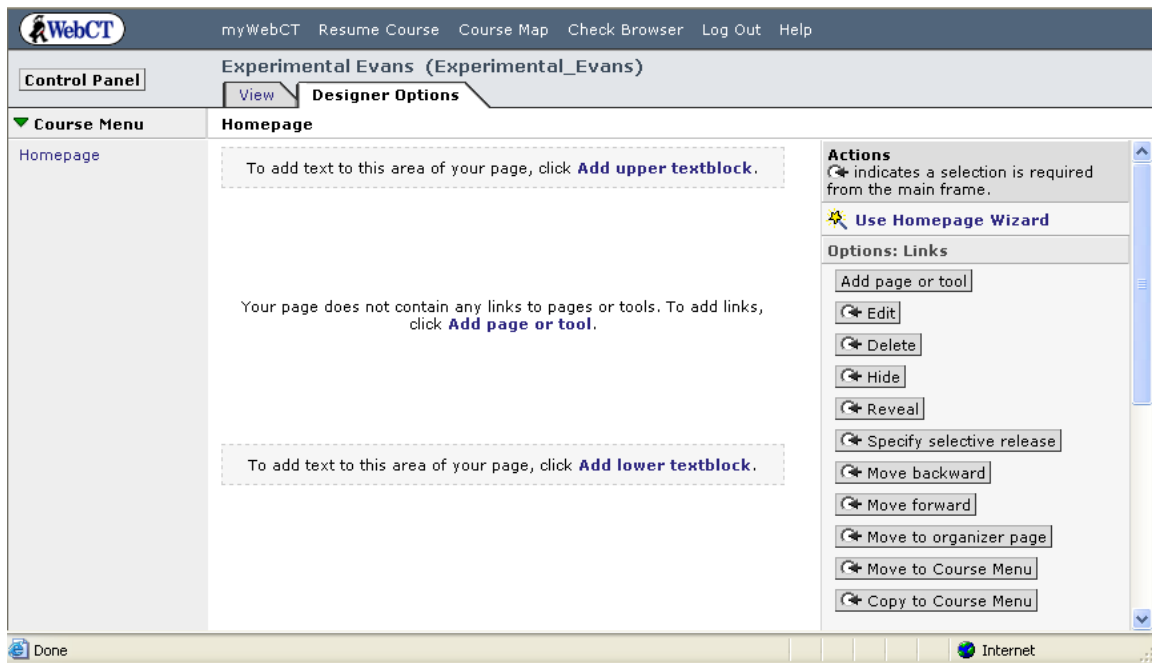 WebCT
myWebCT Resume Course Course Map Check Browser Log Out Help
Control Panel
Experimental Evans (Experimental_Evans)
View Designer Options
Course Menu
Homepage
Homepage
To add text to this area of your page, click Add upper textblock.
Your page does not contain any links to pages or tools. To add links,
click Add page or tool.
To add text to this area of your page, click Add lower textblock.
Actions
indicates a selection is required
from the main frame.
Use Homepage Wizard
Options: Links
Add page or tool
Edit
Delete
Hide
Reveal
Specify selective release
Move backward
Move forward
Move to organizer page
Move to Course Menu
Copy to Course Menu
Done
Internet